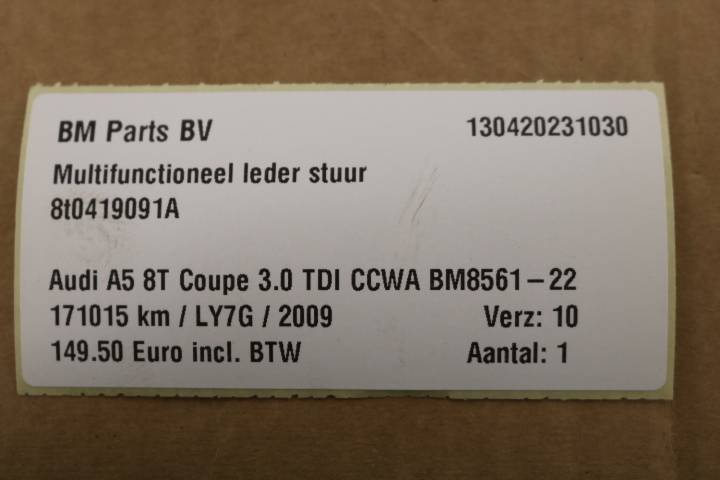 BM Parts BV 130420231030
Multifunctioneel leder stuur
8t0419091A
Audi A5 8T Coupe 3.0 TDI CCWA BM8561-22
171015 km / LY7G / 2009 Verz: 10
149.50 Euro incl. BTW Aantal: 1